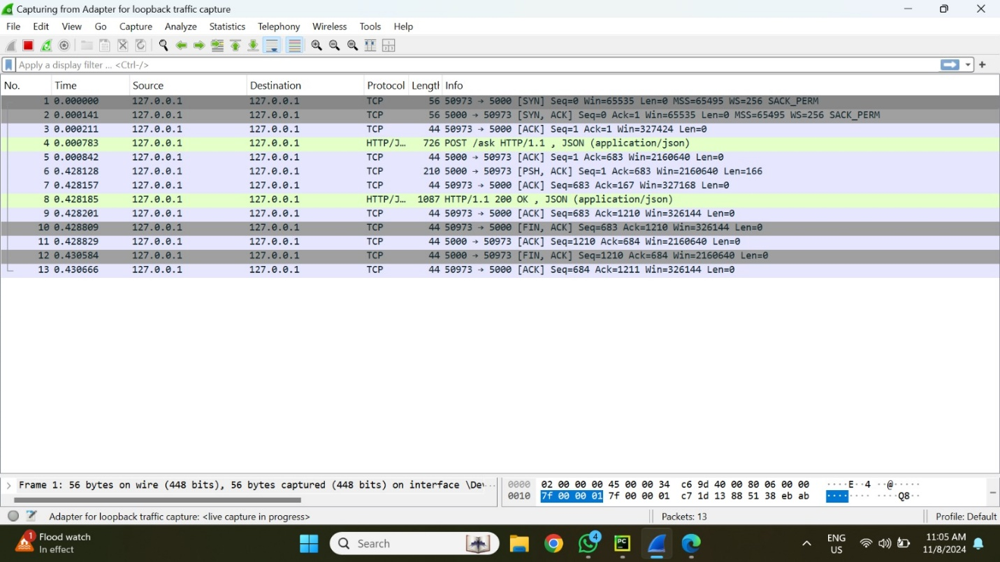 Capturing from Adapter for loopback traffic capture
File Edit View Go Capture Analyze Statistics Telephony Wireless Tools Help
Apply a display filter ... <Ctrl-/>
No. Time Source Destination Protocol Length Info
1 0.000000 127.0.0.1 127.0.0.1 TCP 56 50973 → 5000 [SYN] Seq=0 Win=65535 Len=0 MSS=65495 WS=256 SACK_PERM
2 0.000141 127.0.0.1 127.0.0.1 TCP 56 5000 → 50973 [SYN, ACK] Seq=0 Ack=1 Win=65535 Len=0 MSS=65495 WS=256 SACK_PERM
3 0.000211 127.0.0.1 127.0.0.1 TCP 44 50973 → 5000 [ACK] Seq=1 Ack=1 Win=327424 Len=0
4 0.000783 127.0.0.1 127.0.0.1 HTTP/J... 726 POST /ask HTTP/1.1 , JSON (application/json)
5 0.000842 127.0.0.1 127.0.0.1 TCP 44 5000 → 50973 [ACK] Seq=1 Ack=683 Win=2160640 Len=0
6 0.428128 127.0.0.1 127.0.0.1 TCP 210 5000 → 50973 [PSH, ACK] Seq=1 Ack=683 Win=2160640 Len=166
7 0.428157 127.0.0.1 127.0.0.1 TCP 44 50973 → 5000 [ACK] Seq=683 Ack=167 Win=327168 Len=0
8 0.428185 127.0.0.1 127.0.0.1 HTTP/J... 1087 HTTP/1.1 200 OK , JSON (application/json)
9 0.428201 127.0.0.1 127.0.0.1 TCP 44 50973 → 5000 [ACK] Seq=683 Ack=1210 Win=326144 Len=0
10 0.428809 127.0.0.1 127.0.0.1 TCP 44 50973 → 5000 [FIN, ACK] Seq=683 Ack=1210 Win=326144 Len=0
11 0.428829 127.0.0.1 127.0.0.1 TCP 44 5000 → 50973 [ACK] Seq=1210 Ack=684 Win=2160640 Len=0
12 0.430584 127.0.0.1 127.0.0.1 TCP 44 5000 → 50973 [FIN, ACK] Seq=1210 Ack=684 Win=2160640 Len=0
13 0.430666 127.0.0.1 127.0.0.1 TCP 44 50973 → 5000 [ACK] Seq=684 Ack=1211 Win=326144 Len=0
Frame 1: 56 bytes on wire (448 bits), 56 bytes captured (448 bits) on interface \Dev...
0000 02 00 00 00 45 00 00 34 c6 9d 40 00 80 06 00 00 ····E··4 ··@·····
0010 7f 00 00 01 7f 00 00 01 c7 1d 13 88 51 38 eb ab ········ ····Q8··
Adapter for loopback traffic capture: <live capture in progress>
Packets: 13
Profile: Default
1
Flood watch
In effect
Search
4
PC
ENG
US
11:05 AM
11/8/2024